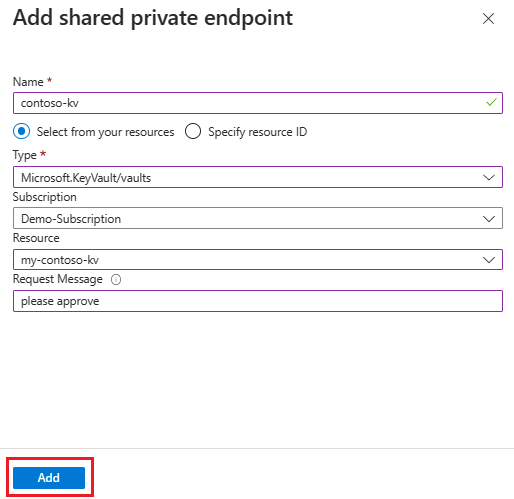 Add shared private endpoint
Name *
contoso-kv
Select from your resources Specify resource ID
Type *
Microsoft.KeyVault/vaults
Subscription
Demo-Subscription
Resource
my-contoso-kv
Request Message
please approve
Add